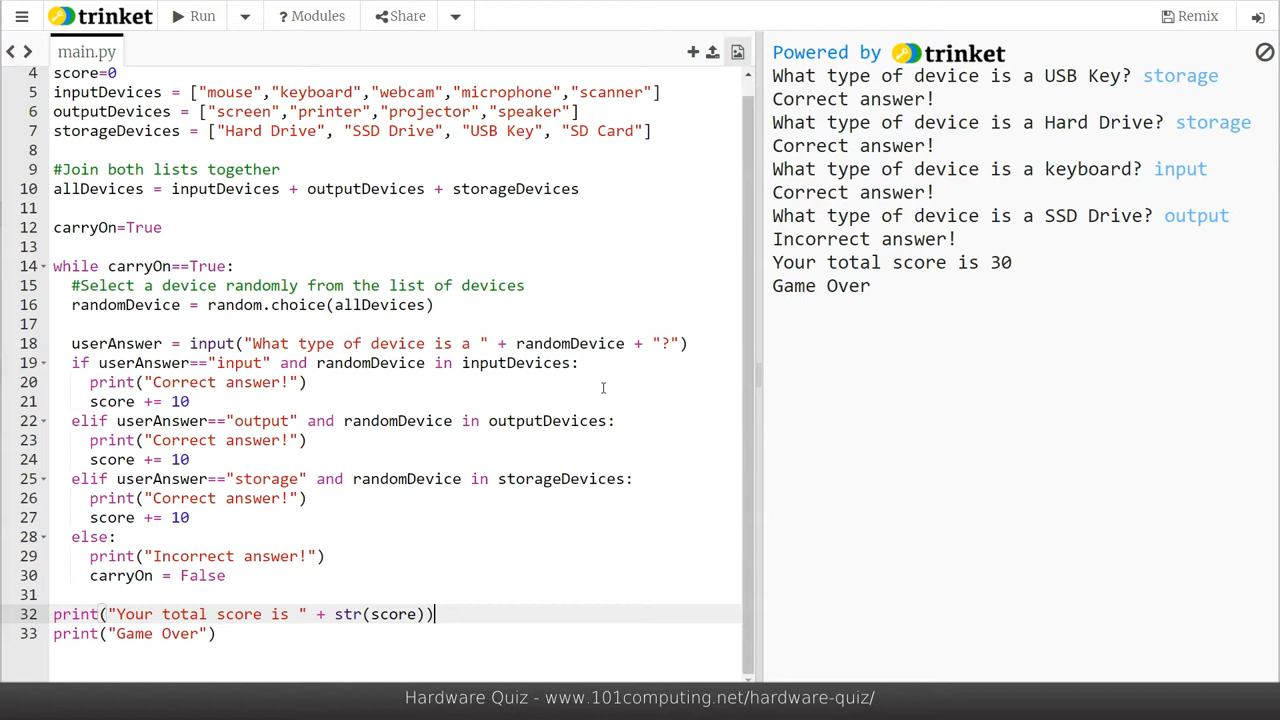 trinket
Run
? Modules
Share
Remix
main.py
4 score=0
5 inputDevices = ["mouse","keyboard","webcam","microphone","scanner"]
6 outputDevices = ["screen","printer","projector","speaker"]
7 storageDevices = ["Hard Drive", "SSD Drive", "USB Key", "SD Card"]
8
9 #Join both lists together
10 allDevices = inputDevices + outputDevices + storageDevices
11
12 carryOn=True
13
14 while carryOn==True:
15   #Select a device randomly from the list of devices
16   randomDevice = random.choice(allDevices)
17
18   userAnswer = input("What type of device is a " + randomDevice + "?")
19   if userAnswer=="input" and randomDevice in inputDevices:
20     print("Correct answer!")
21     score += 10
22   elif userAnswer=="output" and randomDevice in outputDevices:
23     print("Correct answer!")
24     score += 10
25   elif userAnswer=="storage" and randomDevice in storageDevices:
26     print("Correct answer!")
27     score += 10
28   else:
29     print("Incorrect answer!")
30     carryOn = False
31
32 print("Your total score is " + str(score))
33 print("Game Over")
Powered by trinket
What type of device is a USB Key? storage
Correct answer!
What type of device is a Hard Drive? storage
Correct answer!
What type of device is a keyboard? input
Correct answer!
What type of device is a SSD Drive? output
Incorrect answer!
Your total score is 30
Game Over
Hardware Quiz - www.101computing.net/hardware-quiz/